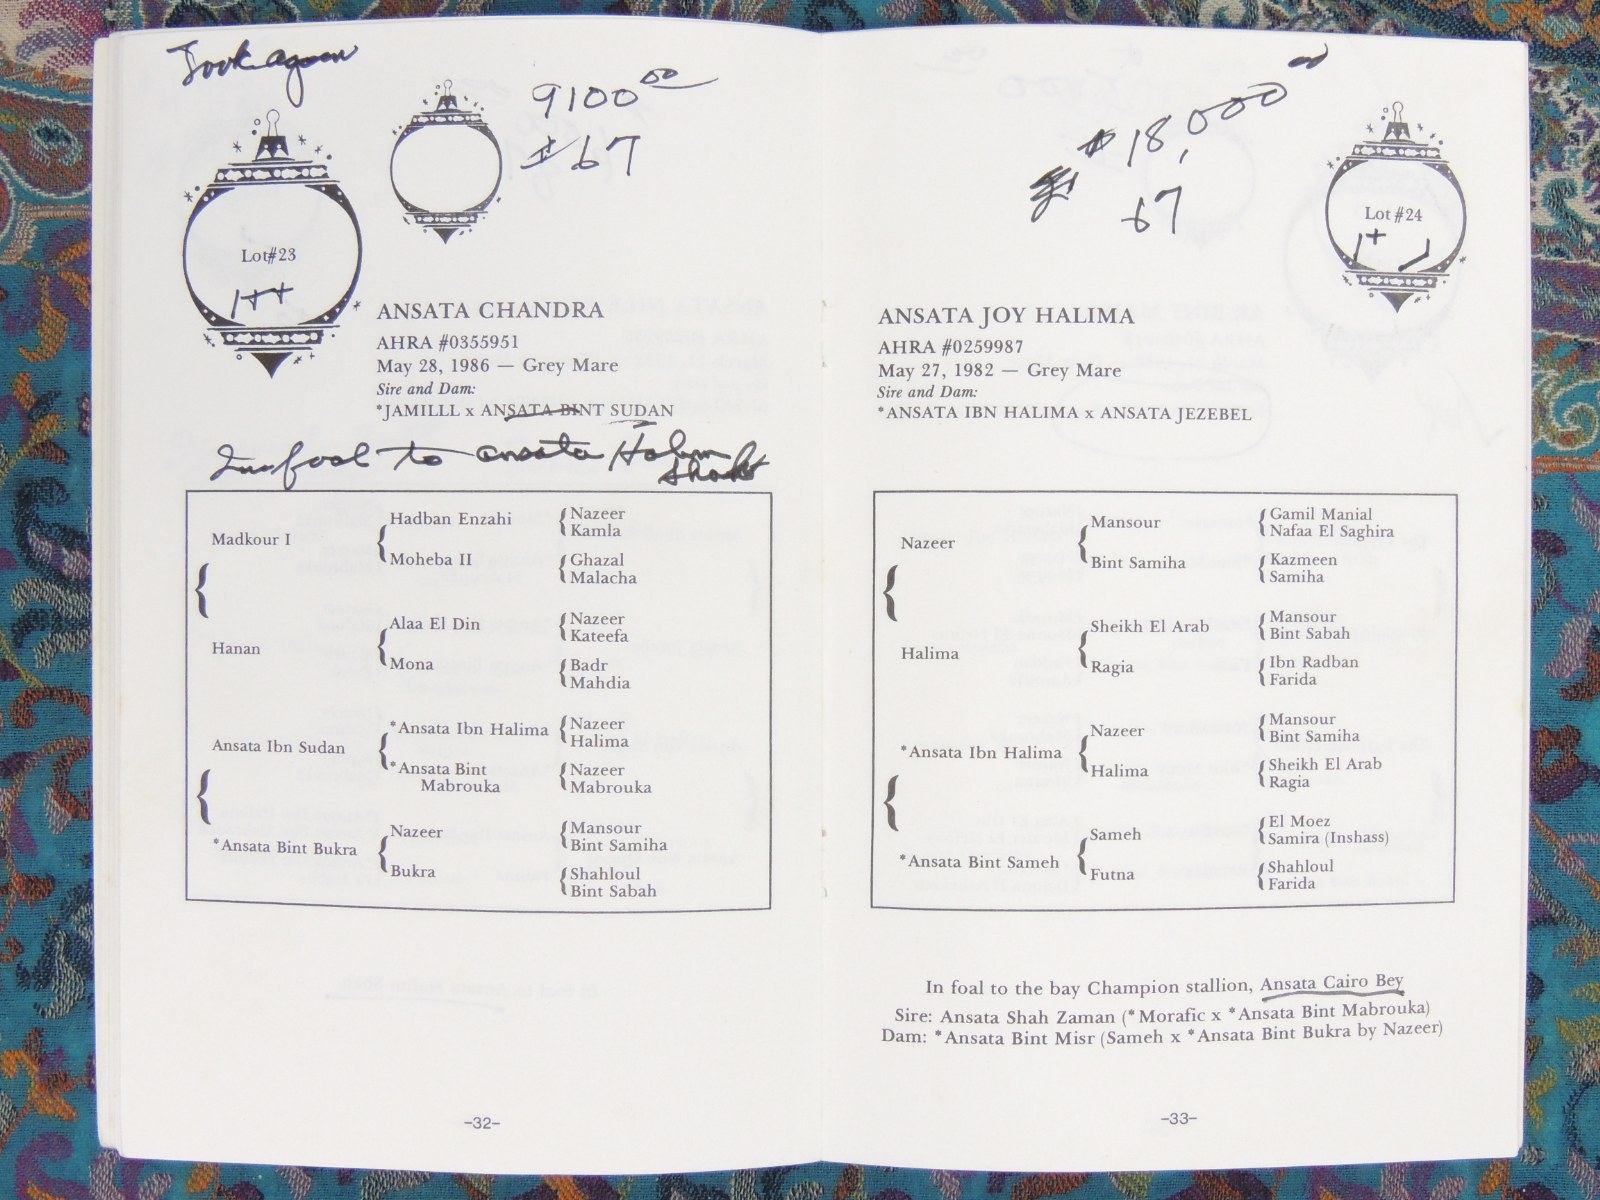 Look again
9100.00
#67
Lot#23
1++
ANSATA CHANDRA
AHRA #0355951
May 28, 1986 — Grey Mare
Sire and Dam:
*JAMILLL x ANSATA BINT SUDAN
In foal to ansata Halim
Shah
Madkour I
Hadban Enzahi
Nazeer
Kamla
Moheba II
Ghazal
Malacha
Hanan
Alaa El Din
Nazeer
Kateefa
Mona
Badr
Mahdia
Ansata Ibn Sudan
*Ansata Ibn Halima
Nazeer
Halima
*Ansata Bint
Mabrouka
Nazeer
Mabrouka
*Ansata Bint Bukra
Nazeer
Mansour
Bint Samiha
Bukra
Shahloul
Bint Sabah
-32-
$18,000
67
Lot #24
1+
ANSATA JOY HALIMA
AHRA #0259987
May 27, 1982 — Grey Mare
Sire and Dam:
*ANSATA IBN HALIMA x ANSATA JEZEBEL
Nazeer
Mansour
Gamil Manial
Nafaa El Saghira
Bint Samiha
Kazmeen
Samiha
Halima
Sheikh El Arab
Mansour
Bint Sabah
Ragia
Ibn Radban
Farida
*Ansata Ibn Halima
Nazeer
Mansour
Bint Samiha
Halima
Sheikh El Arab
Ragia
*Ansata Bint Sameh
Sameh
El Moez
Samira (Inshass)
Futna
Shahloul
Farida
In foal to the bay Champion stallion, Ansata Cairo Bey
Sire: Ansata Shah Zaman (*Morafic x *Ansata Bint Mabrouka)
Dam: *Ansata Bint Misr (Sameh x *Ansata Bint Bukra by Nazeer)
-33-